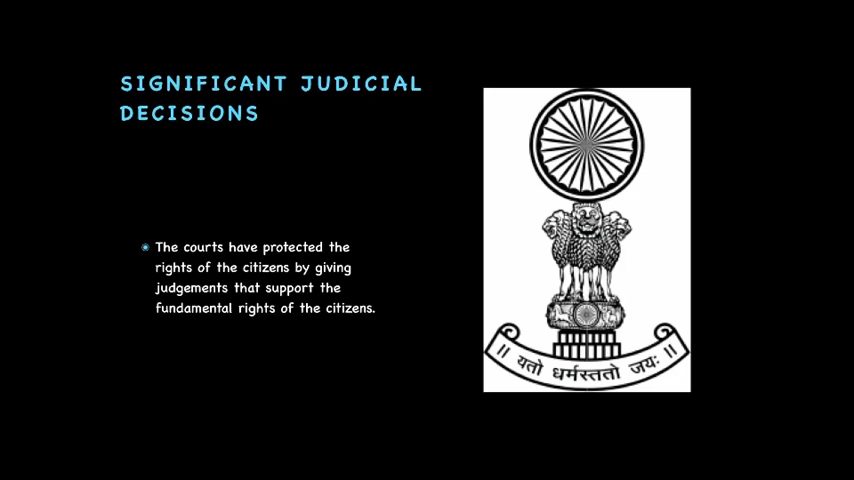 SIGNIFICANT JUDICIAL
DECISIONS
The courts have protected the
rights of the citizens by giving
judgements that support the
fundamental rights of the citizens.
|| यतो धर्मस्ततो जयः ||